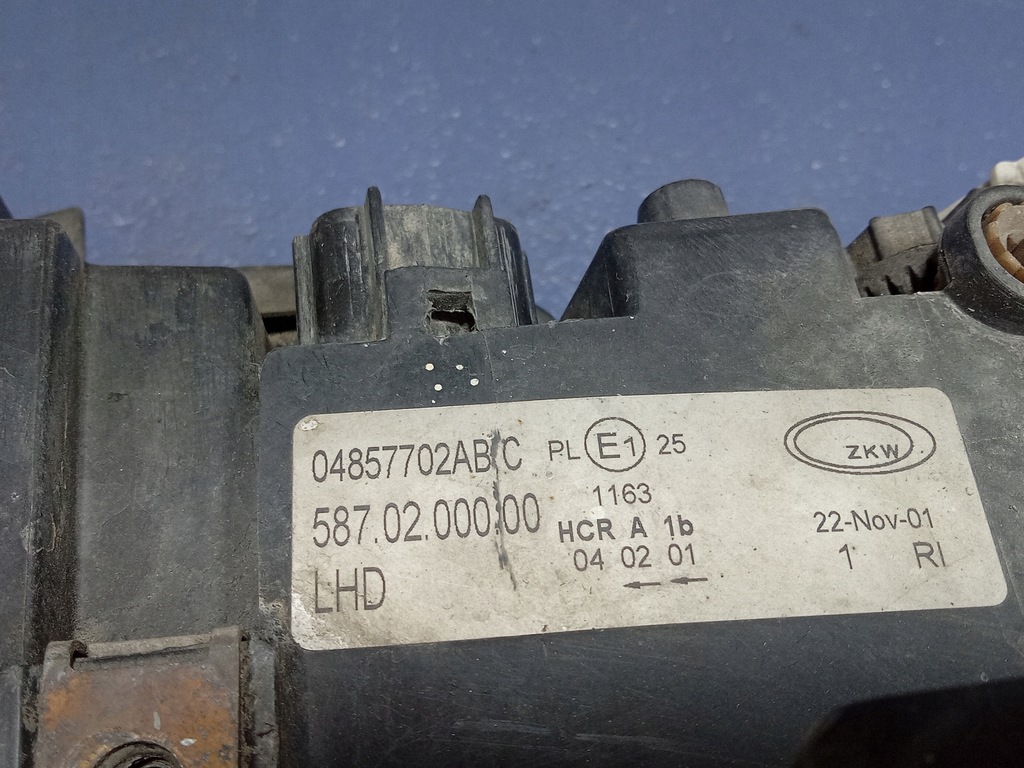 04857702AB/C
587.02.000.00
LHD
PL E1 25
1163
HCR A 1b
04 02 01
ZKW
22-Nov-01
1 RI